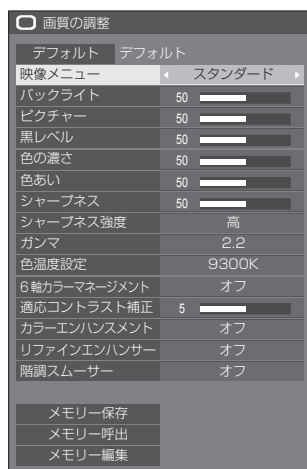 画質の調整
デフォルト デフォルト
映像メニュー スタンダード
バックライト 50
ピクチャー 50
黒レベル 50
色の濃さ 50
色あい 50
シャープネス 50
シャープネス強度 高
ガンマ 2.2
色温度設定 9300K
6軸カラーマネージメント オフ
適応コントラスト補正 5
カラーエンハンスメント オフ
リファインエンハンサー オフ
階調スムーサー オフ
メモリー保存
メモリー呼出
メモリー編集